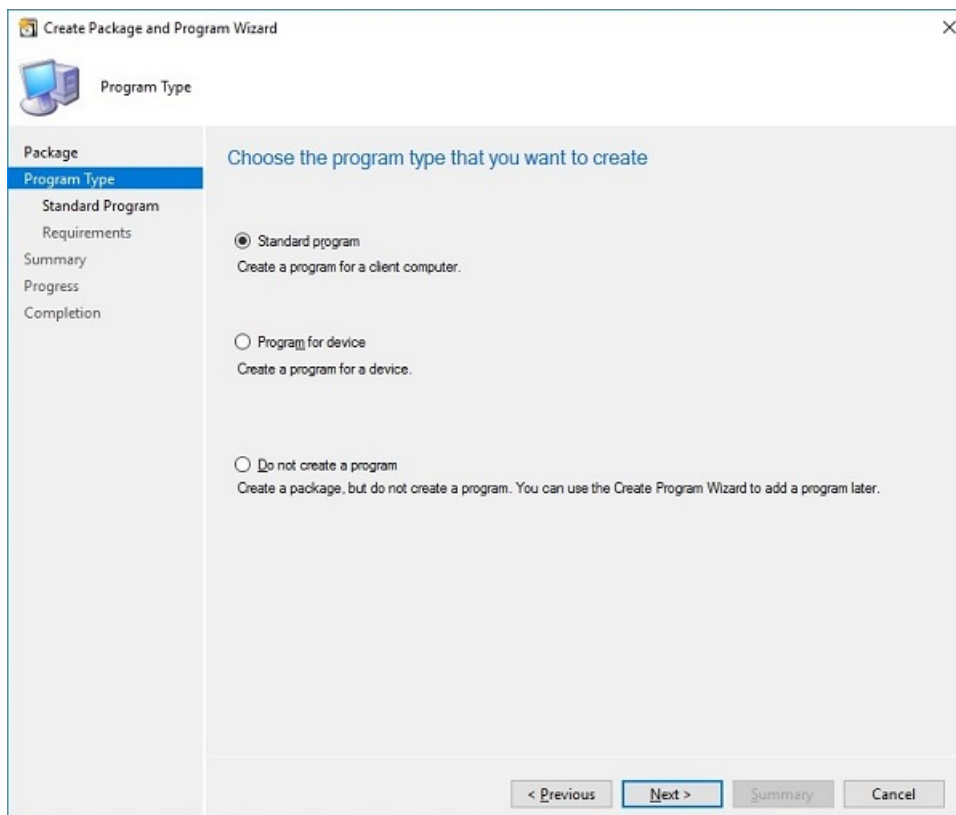 Create Package and Program Wizard
Program Type
Package
Program Type
Standard Program
Requirements
Summary
Progress
Completion
Choose the program type that you want to create
Standard program
Create a program for a client computer.
Program for device
Create a program for a device.
Do not create a program
Create a package, but do not create a program. You can use the Create Program Wizard to add a program later.
< Previous
Next >
Summary
Cancel